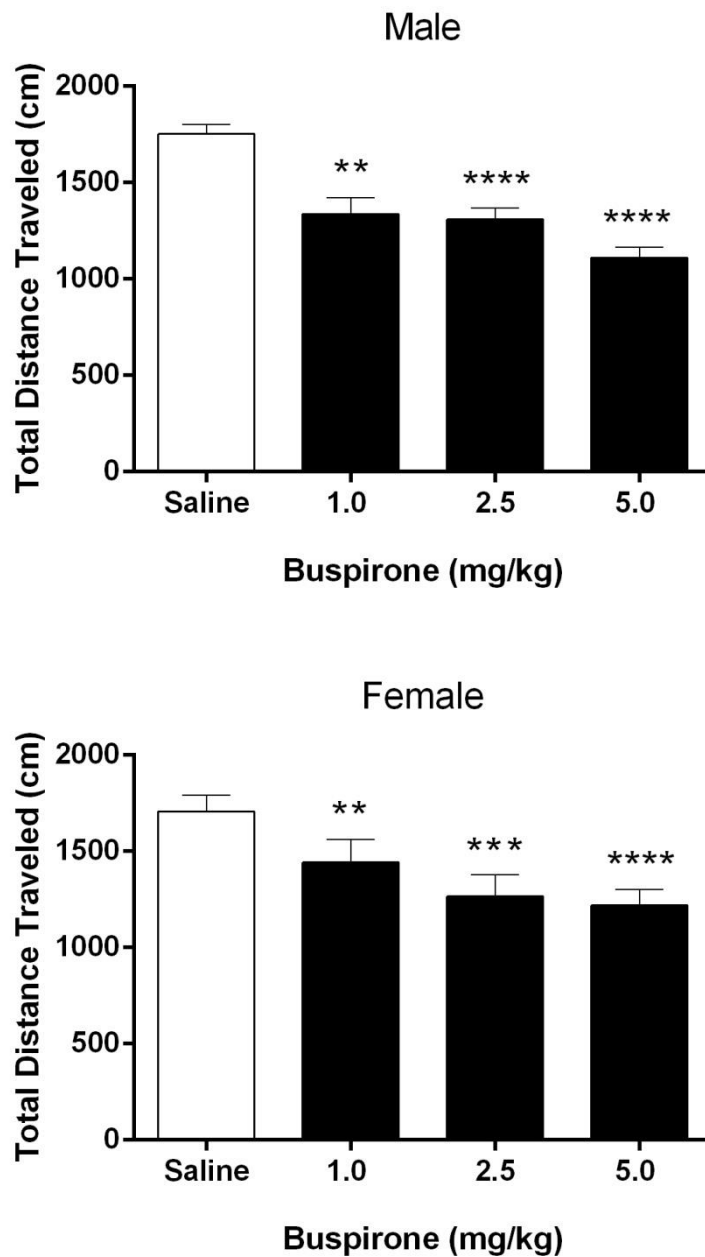 Male
Total Distance Traveled (cm)
2000
1500
1000
500
0
**
****
****
Saline 1.0 2.5 5.0
Buspirone (mg/kg)
Female
Total Distance Traveled (cm)
2000
1500
1000
500
0
**
***
****
Saline 1.0 2.5 5.0
Buspirone (mg/kg)